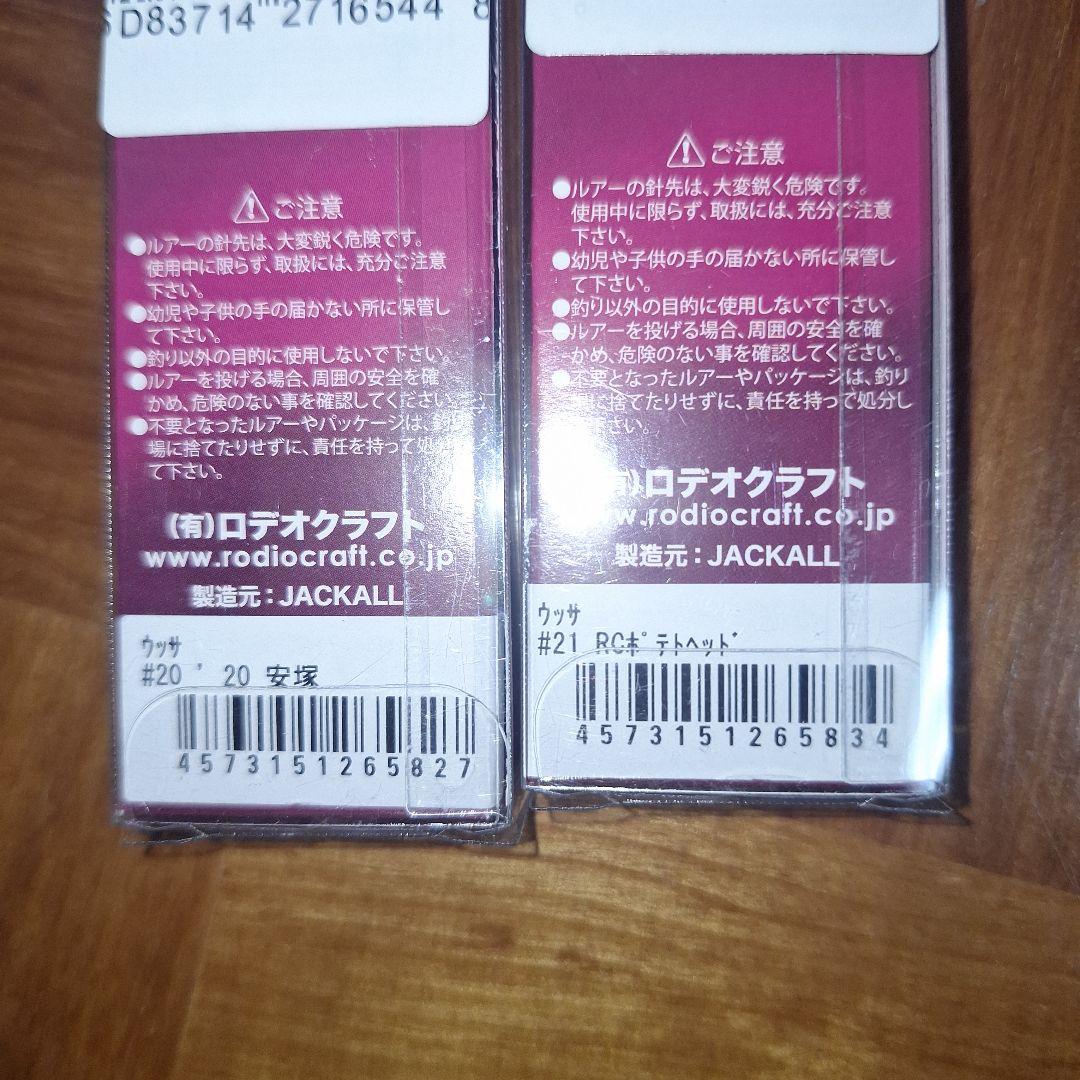 SD83714 2716544 8
ご注意
●ルアーの針先は、大変鋭く危険です。
使用中に限らず、取扱には、充分ご注意
下さい。
●幼児や子供の手の届かない所に保管し
て下さい。
●釣り以外の目的に使用しないで下さい。
●ルアーを投げる場合、周囲の安全を確
かめ、危険のない事を確認してください。
●不要となったルアーやパッケージは、釣り
場に捨てたりせずに、責任を持って処分
て下さい。
(有)ロデオクラフト
www.rodiocraft.co.jp
製造元：JACKALL
ウッサ
#20 ' 20 安塚
4573151265827
ご注意
●ルアーの針先は、大変鋭く危険です。
使用中に限らず、取扱には、充分ご注意
下さい。
●幼児や子供の手の届かない所に保管し
て下さい。
●釣り以外の目的に使用しないで下さい。
●ルアーを投げる場合、周囲の安全を確
かめ、危険のない事を確認してください。
●不要となったルアーやパッケージは、釣り
場に捨てたりせずに、責任を持って処分し
下さい。
有)ロデオクラフト
www.rodiocraft.co.jp
製造元：JACKALL
ウッサ
#21 RCポテトヘッド
4573151265834